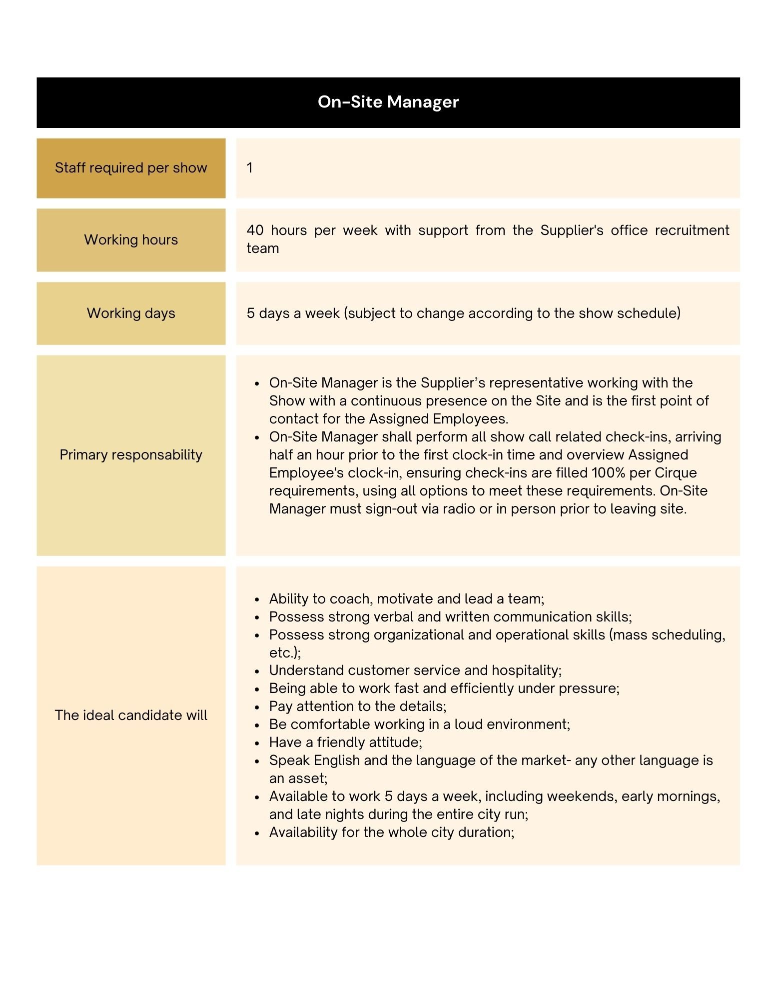 On-Site Manager
Staff required per show
1
Working hours
40 hours per week with support from the Supplier's office recruitment
team
Working days
5 days a week (subject to change according to the show schedule)
Primary responsability
• On-Site Manager is the Supplier’s representative working with the
Show with a continuous presence on the Site and is the first point of
contact for the Assigned Employees.
• On-Site Manager shall perform all show call related check-ins, arriving
half an hour prior to the first clock-in time and overview Assigned
Employee's clock-in, ensuring check-ins are filled 100% per Cirque
requirements, using all options to meet these requirements. On-Site
Manager must sign-out via radio or in person prior to leaving site.
The ideal candidate will
• Ability to coach, motivate and lead a team;
• Possess strong verbal and written communication skills;
• Possess strong organizational and operational skills (mass scheduling,
etc.);
• Understand customer service and hospitality;
• Being able to work fast and efficiently under pressure;
• Pay attention to the details;
• Be comfortable working in a loud environment;
• Have a friendly attitude;
• Speak English and the language of the market- any other language is
an asset;
• Available to work 5 days a week, including weekends, early mornings,
and late nights during the entire city run;
• Availability for the whole city duration;